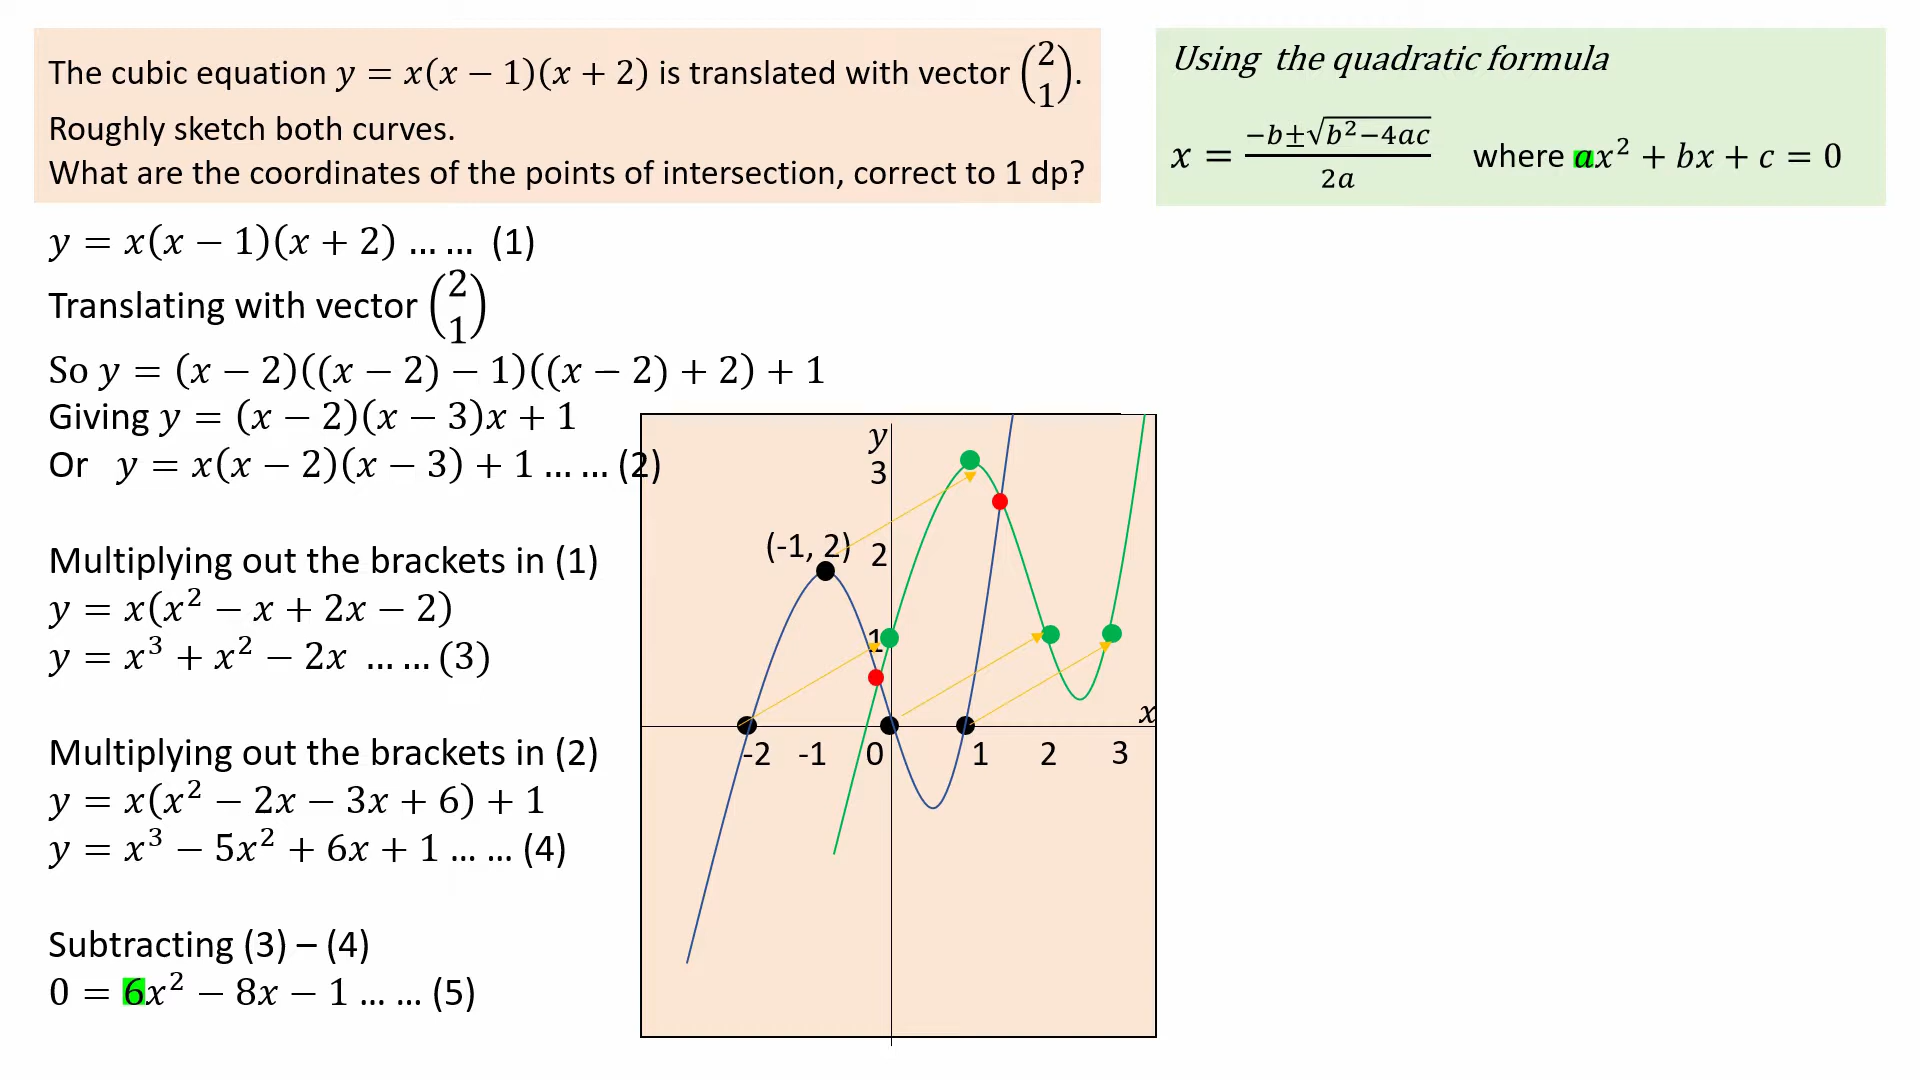 The cubic equation y = x(x − 1)(x + 2) is translated with vector (2 1).
Roughly sketch both curves.
What are the coordinates of the points of intersection, correct to 1 dp?
Using the quadratic formula
x = (−b±√(b²−4ac))/2a where ax² + bx + c = 0
y = x(x − 1)(x + 2) … … (1)
Translating with vector (2 1)
So y = (x − 2)((x − 2) − 1)((x − 2) + 2) + 1
Giving y = (x − 2)(x − 3)x + 1
Or y = x(x − 2)(x − 3) + 1 … … (2)
Multiplying out the brackets in (1)
y = x(x² − x + 2x − 2)
y = x³ + x² − 2x … … (3)
Multiplying out the brackets in (2)
y = x(x² − 2x − 3x + 6) + 1
y = x³ − 5x² + 6x + 1 … … (4)
Subtracting (3) – (4)
0 = 6x² − 8x − 1 … … (5)
y
3
(-1, 2) 2
1
x
-2 -1 0 1 2 3